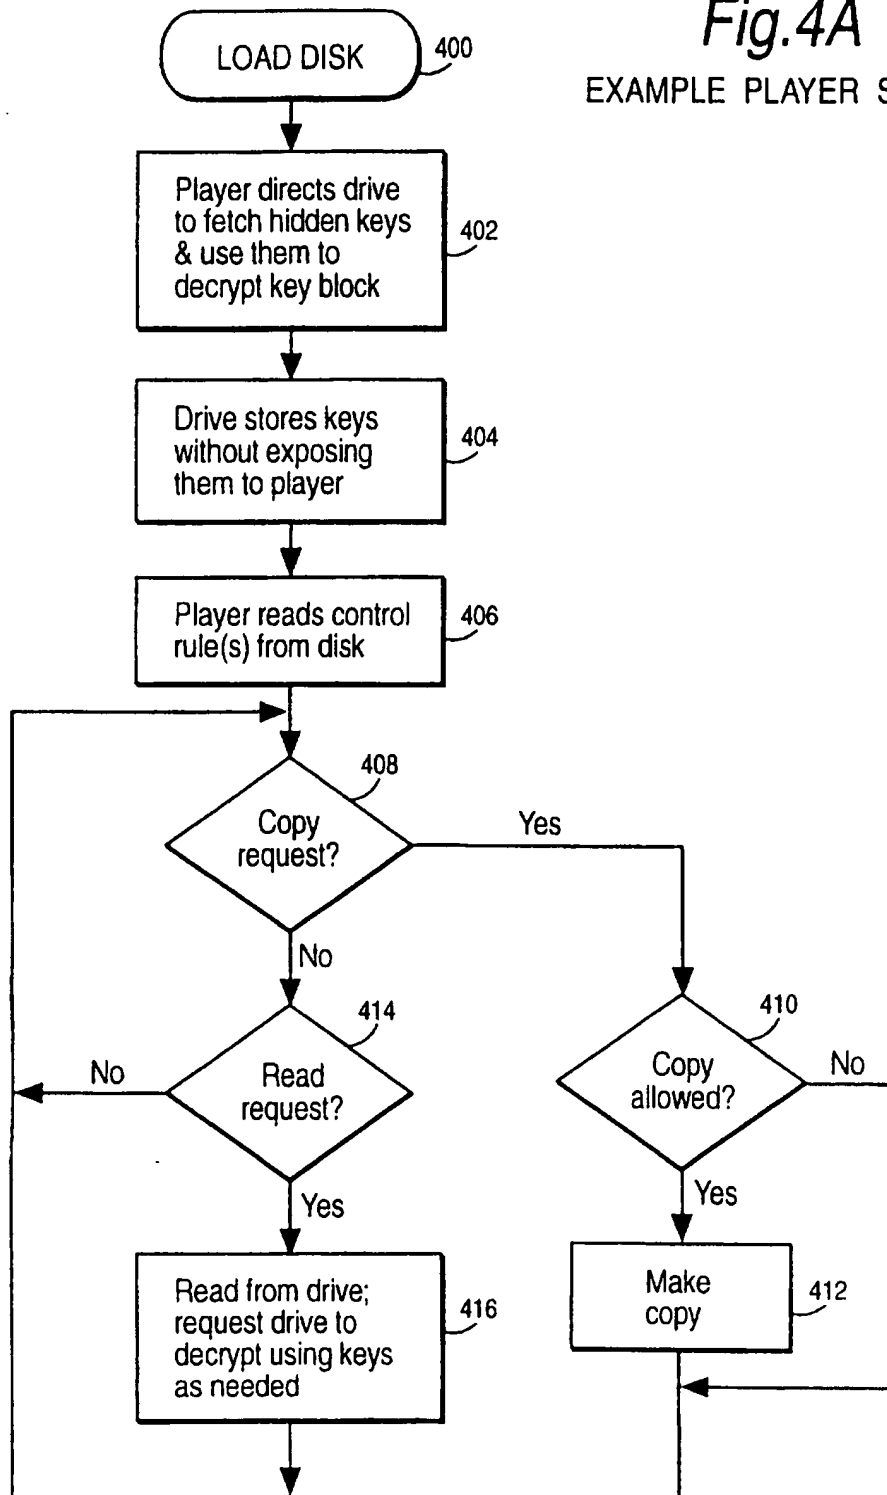 Fig.4A
EXAMPLE PLAYER
LOAD DISK
400
Player directs drive
to fetch hidden keys
& use them to
decrypt key block
402
Drive stores keys
without exposing
them to player
404
Player reads control
rule(s) from disk
406
408
Copy
request?
Yes
No
414
Read
request?
No
410
Copy
allowed?
No
Yes
Yes
Read from drive;
request drive to
decrypt using keys
as needed
416
Make
copy
412